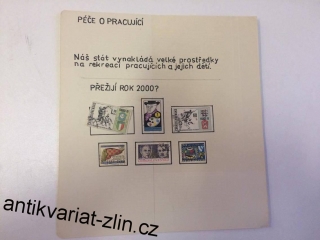 PÉČE O PRACUJÍCÍ
Náš stát vynakládá velké prostředky
na rekreaci pracujících a jejich dětí.
PŘEŽIJÍ ROK 2000?
antikvariat-zlin.cz